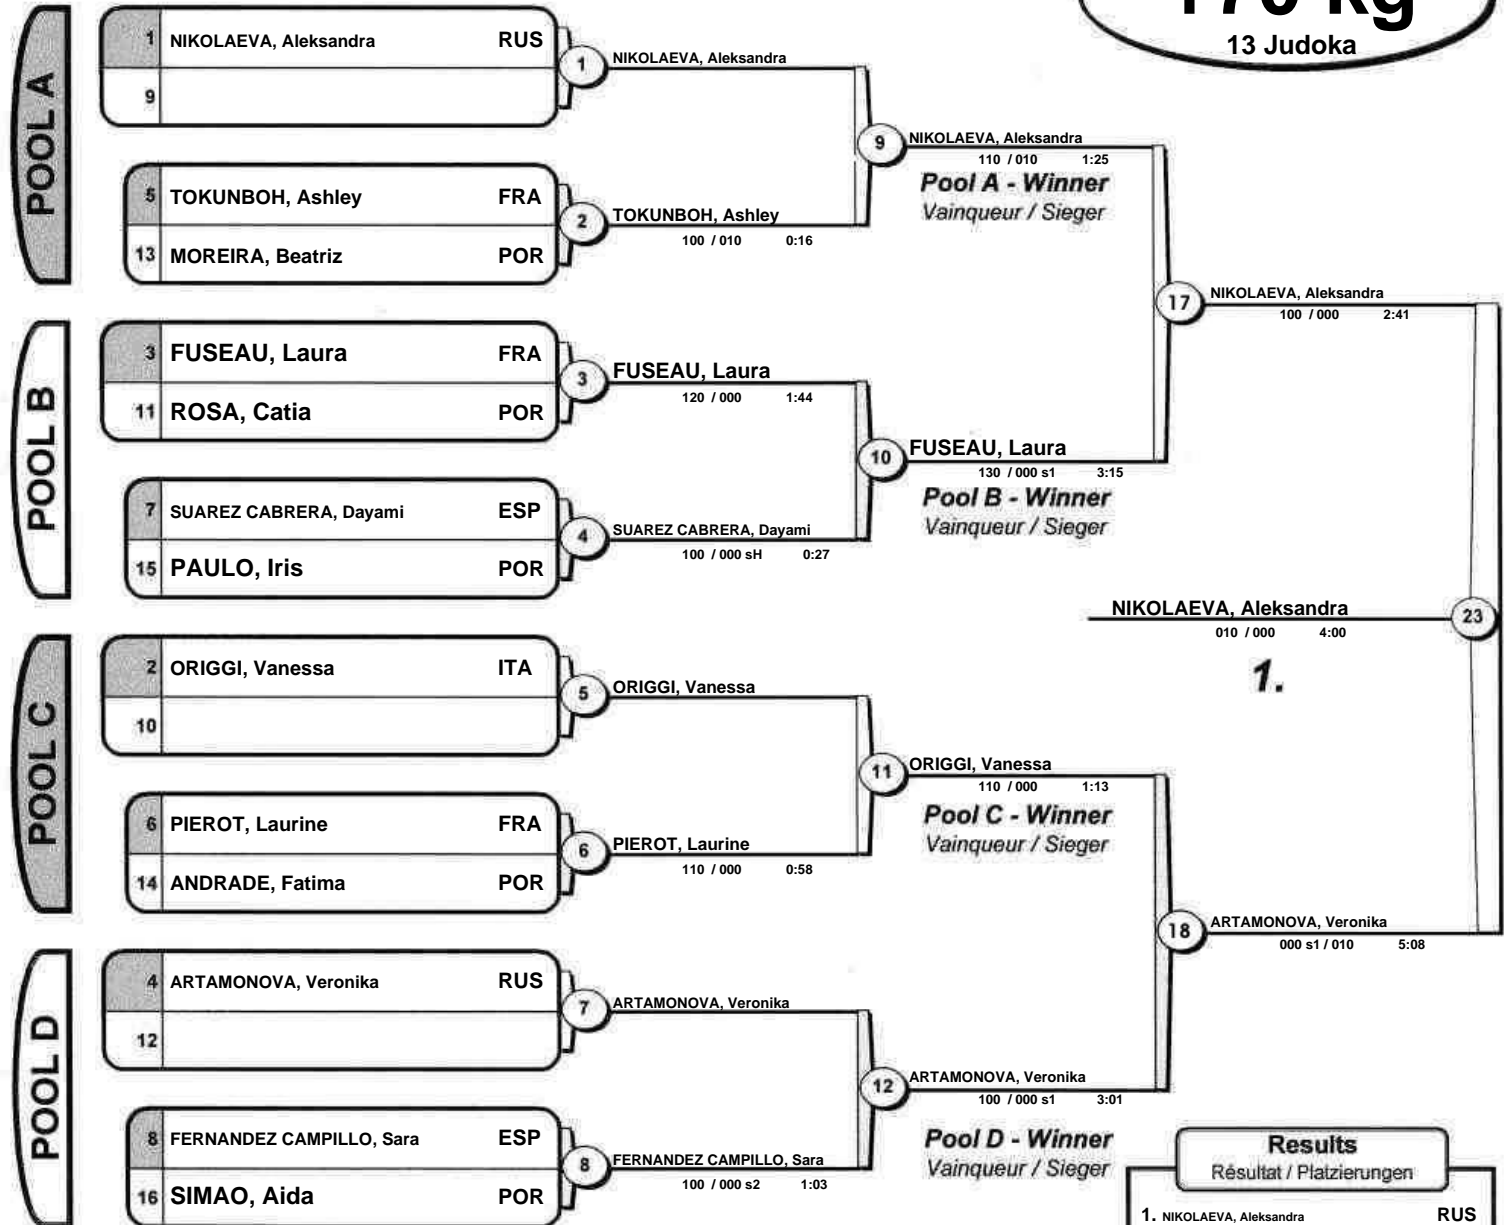 +70 kg
13 Judoka
POOL A
1 NIKOLAEVA, Aleksandra RUS
9
1 NIKOLAEVA, Aleksandra
5 TOKUNBOH, Ashley FRA
13 MOREIRA, Beatriz POR
2 TOKUNBOH, Ashley
100 / 010 0:16
9 NIKOLAEVA, Aleksandra
110 / 010 1:25
Pool A - Winner
Vainqueur / Sieger
POOL B
3 FUSEAU, Laura FRA
11 ROSA, Catia POR
3 FUSEAU, Laura
120 / 000 1:44
7 SUAREZ CABRERA, Dayami ESP
15 PAULO, Iris POR
4 SUAREZ CABRERA, Dayami
100 / 000 sH 0:27
10 FUSEAU, Laura
130 / 000 s1 3:15
Pool B - Winner
Vainqueur / Sieger
17 NIKOLAEVA, Aleksandra
100 / 000 2:41
NIKOLAEVA, Aleksandra 23
010 / 000 4:00
1.
POOL C
2 ORIGGI, Vanessa ITA
10
5 ORIGGI, Vanessa
6 PIEROT, Laurine FRA
14 ANDRADE, Fatima POR
6 PIEROT, Laurine
110 / 000 0:58
11 ORIGGI, Vanessa
110 / 000 1:13
Pool C - Winner
Vainqueur / Sieger
18 ARTAMONOVA, Veronika
000 s1 / 010 5:08
POOL D
4 ARTAMONOVA, Veronika RUS
12
7 ARTAMONOVA, Veronika
8 FERNANDEZ CAMPILLO, Sara ESP
16 SIMAO, Aida POR
8 FERNANDEZ CAMPILLO, Sara
100 / 000 s2 1:03
12 ARTAMONOVA, Veronika
100 / 000 s1 3:01
Pool D - Winner
Vainqueur / Sieger
Results
Résultat / Platzierungen
1. NIKOLAEVA, Aleksandra RUS